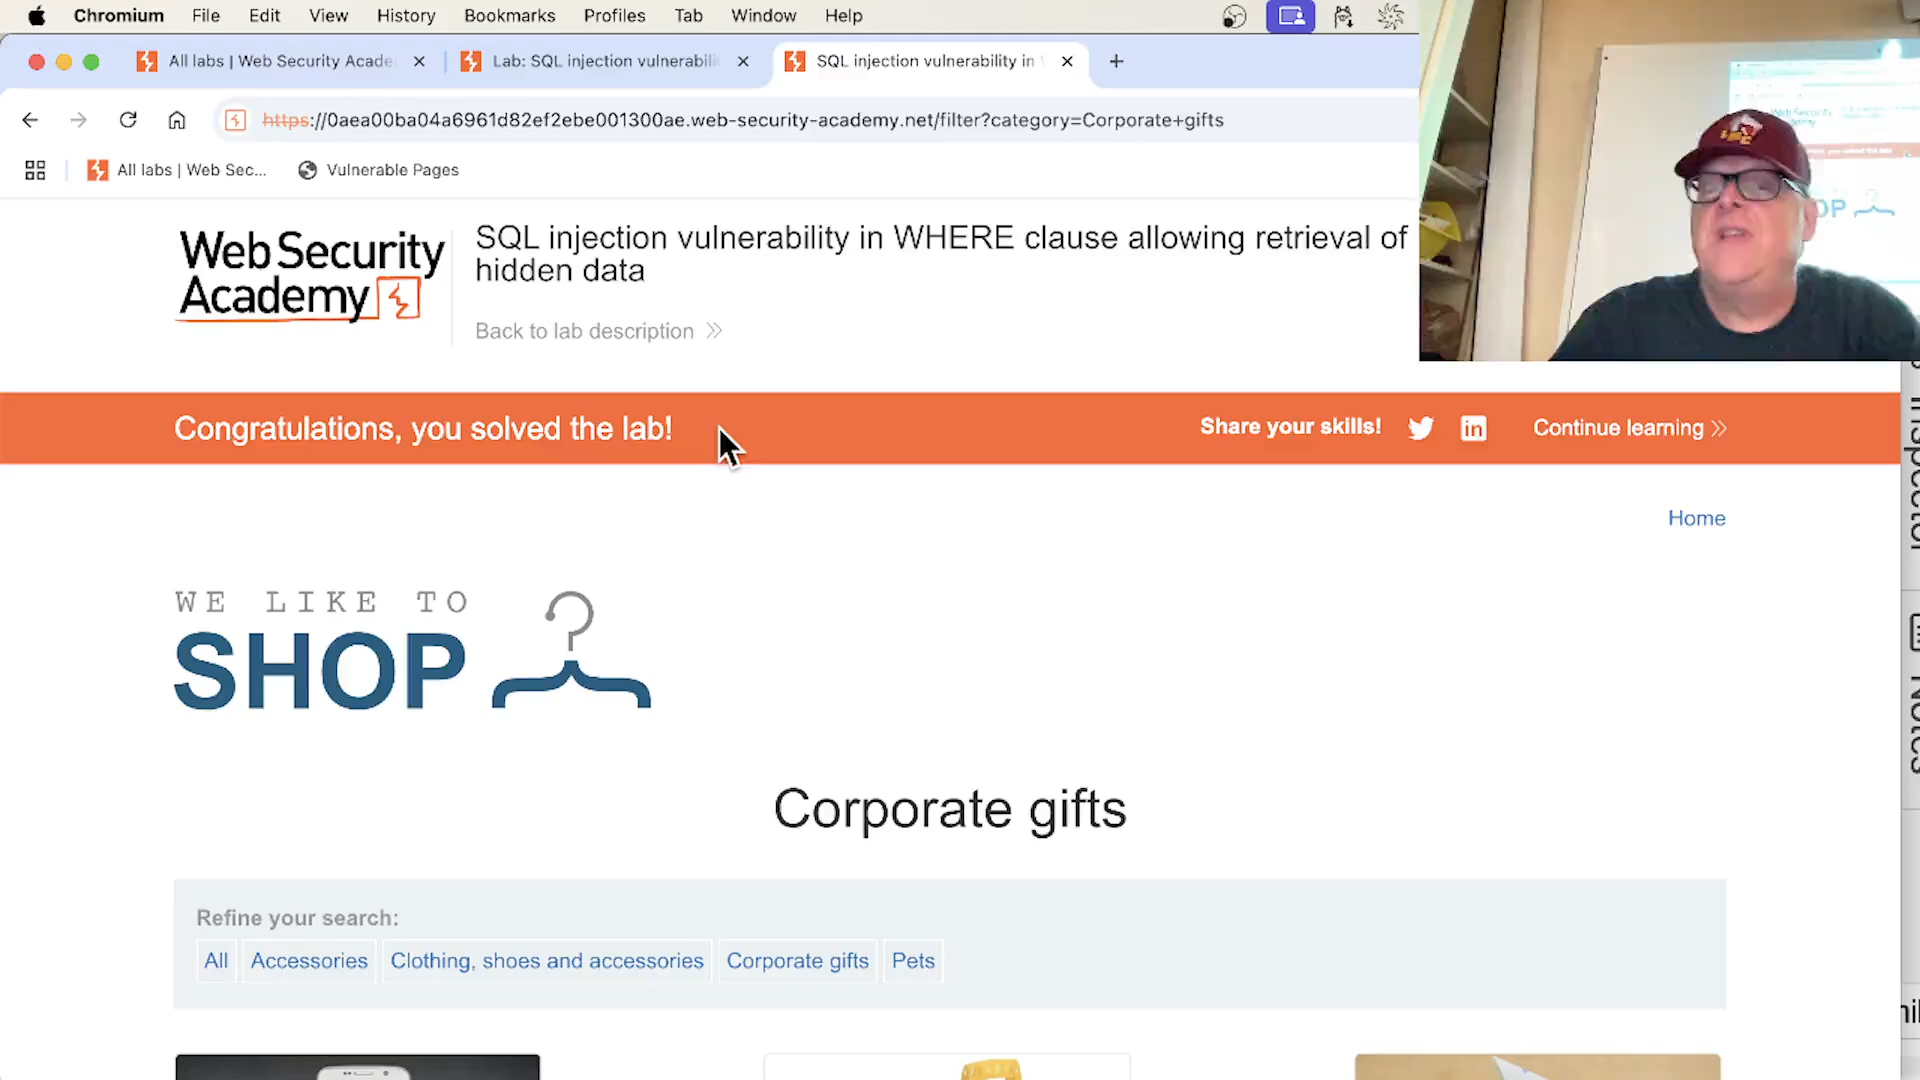 Chromium File Edit View History Bookmarks Profiles Tab Window Help
All labs | Web Security Acade
Lab: SQL injection vulnerabili
SQL injection vulnerability in
https://0aea00ba04a6961d82ef2ebe001300ae.web-security-academy.net/filter?category=Corporate+gifts
All labs | Web Sec...
Vulnerable Pages
Web Security
Academy
SQL injection vulnerability in WHERE clause allowing retrieval of
hidden data
Back to lab description
Congratulations, you solved the lab!
Share your skills!
in
Continue learning
Home
WE LIKE TO
SHOP
Corporate gifts
Refine your search:
All
Accessories
Clothing, shoes and accessories
Corporate gifts
Pets
Inspector
Notes